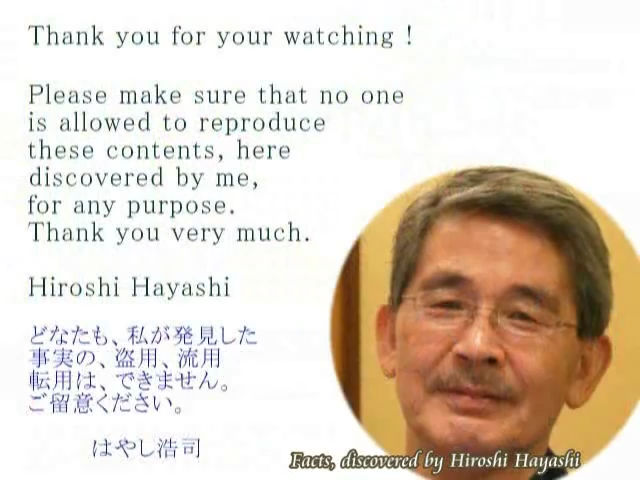 Thank you for your watching !
Please make sure that no one
is allowed to reproduce
these contents, here
discovered by me,
for any purpose.
Thank you very much.
Hiroshi Hayashi
どなたも、私が発見した
事実の、盗用、流用
転用は、できません。
ご留意ください。
はやし浩司
Facts, discovered by Hiroshi Hayashi